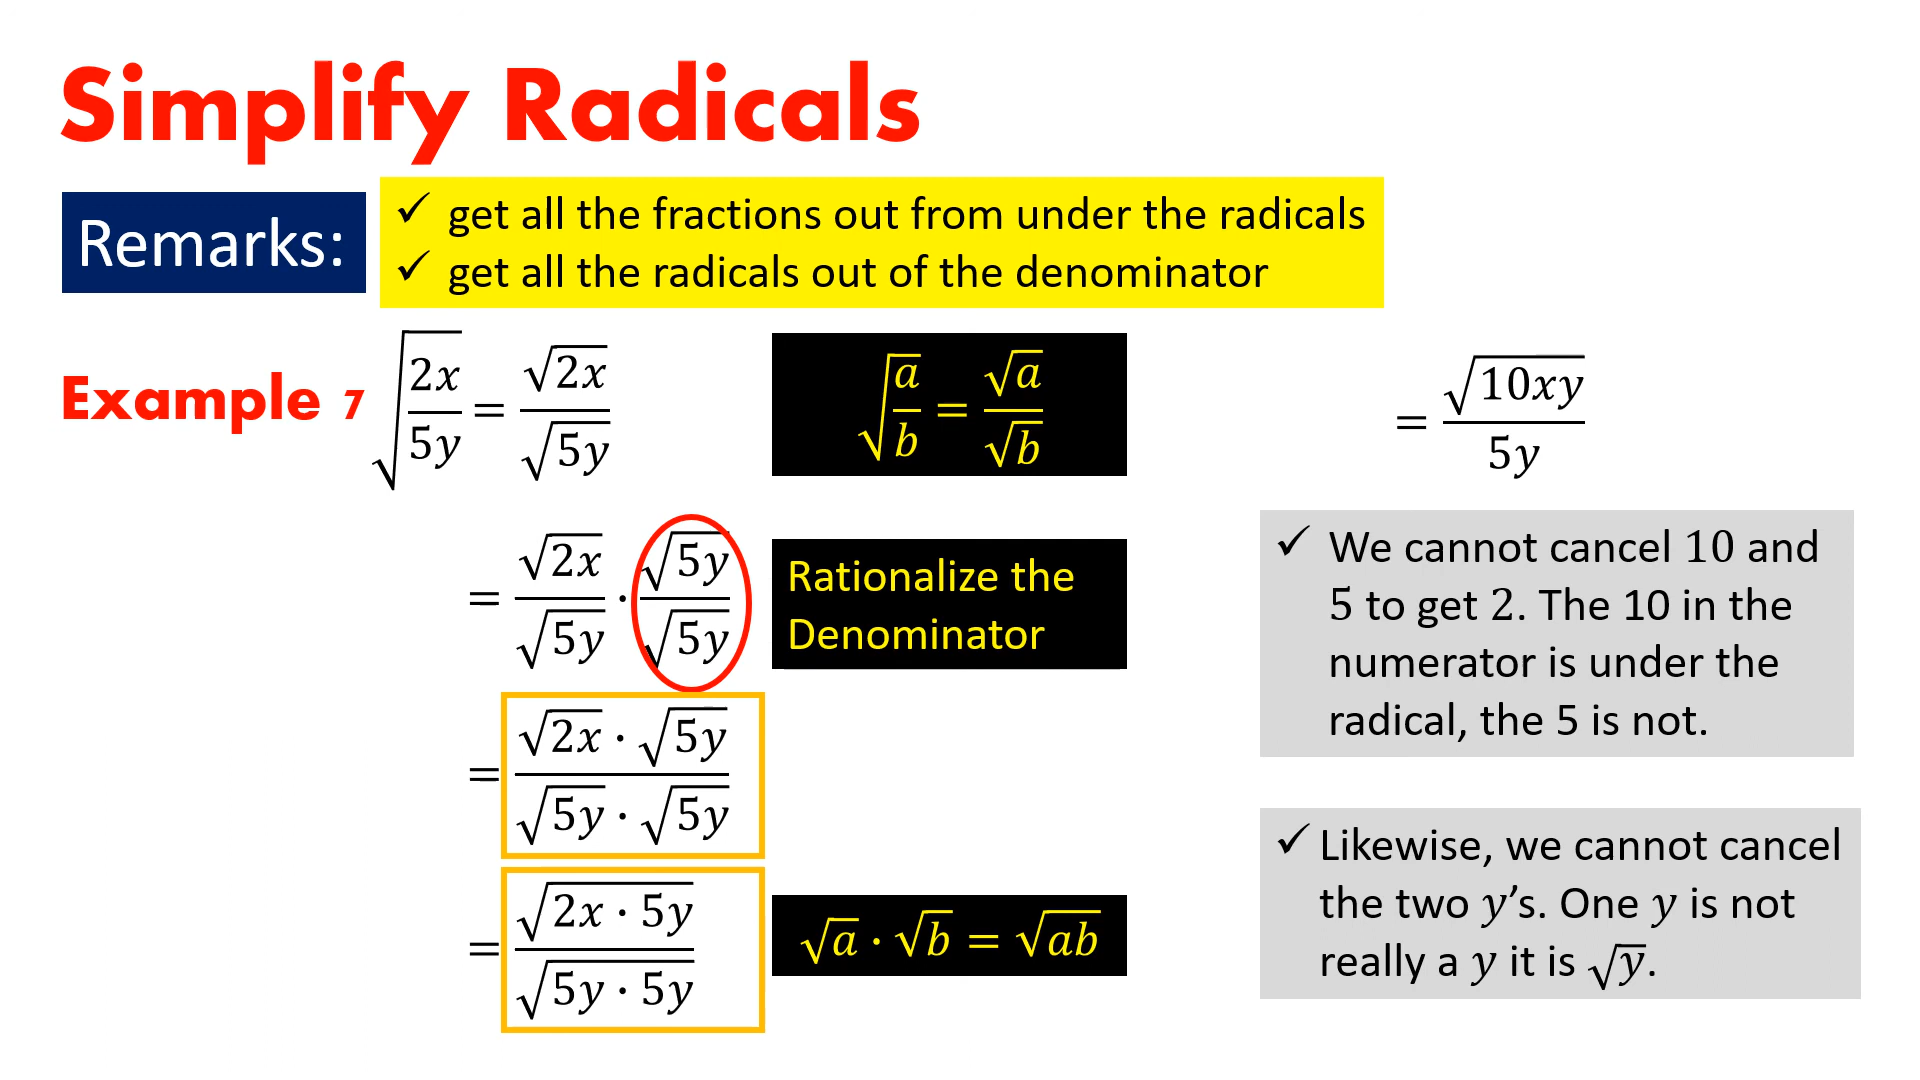 Simplify Radicals
Remarks:
✓ get all the fractions out from under the radicals
✓ get all the radicals out of the denominator
Example 7
√(2x/5y) = √(2x)/√(5y)
√(a/b) = √a/√b
= √(2x)/√(5y) · √(5y)/√(5y)
Rationalize the
Denominator
= (√(2x) · √(5y))/(√(5y) · √(5y))
= √(2x · 5y)/√(5y · 5y)
√a · √b = √(ab)
= √(10xy)/5y
✓ We cannot cancel 10 and
5 to get 2. The 10 in the
numerator is under the
radical, the 5 is not.
✓ Likewise, we cannot cancel
the two y’s. One y is not
really a y it is √y.